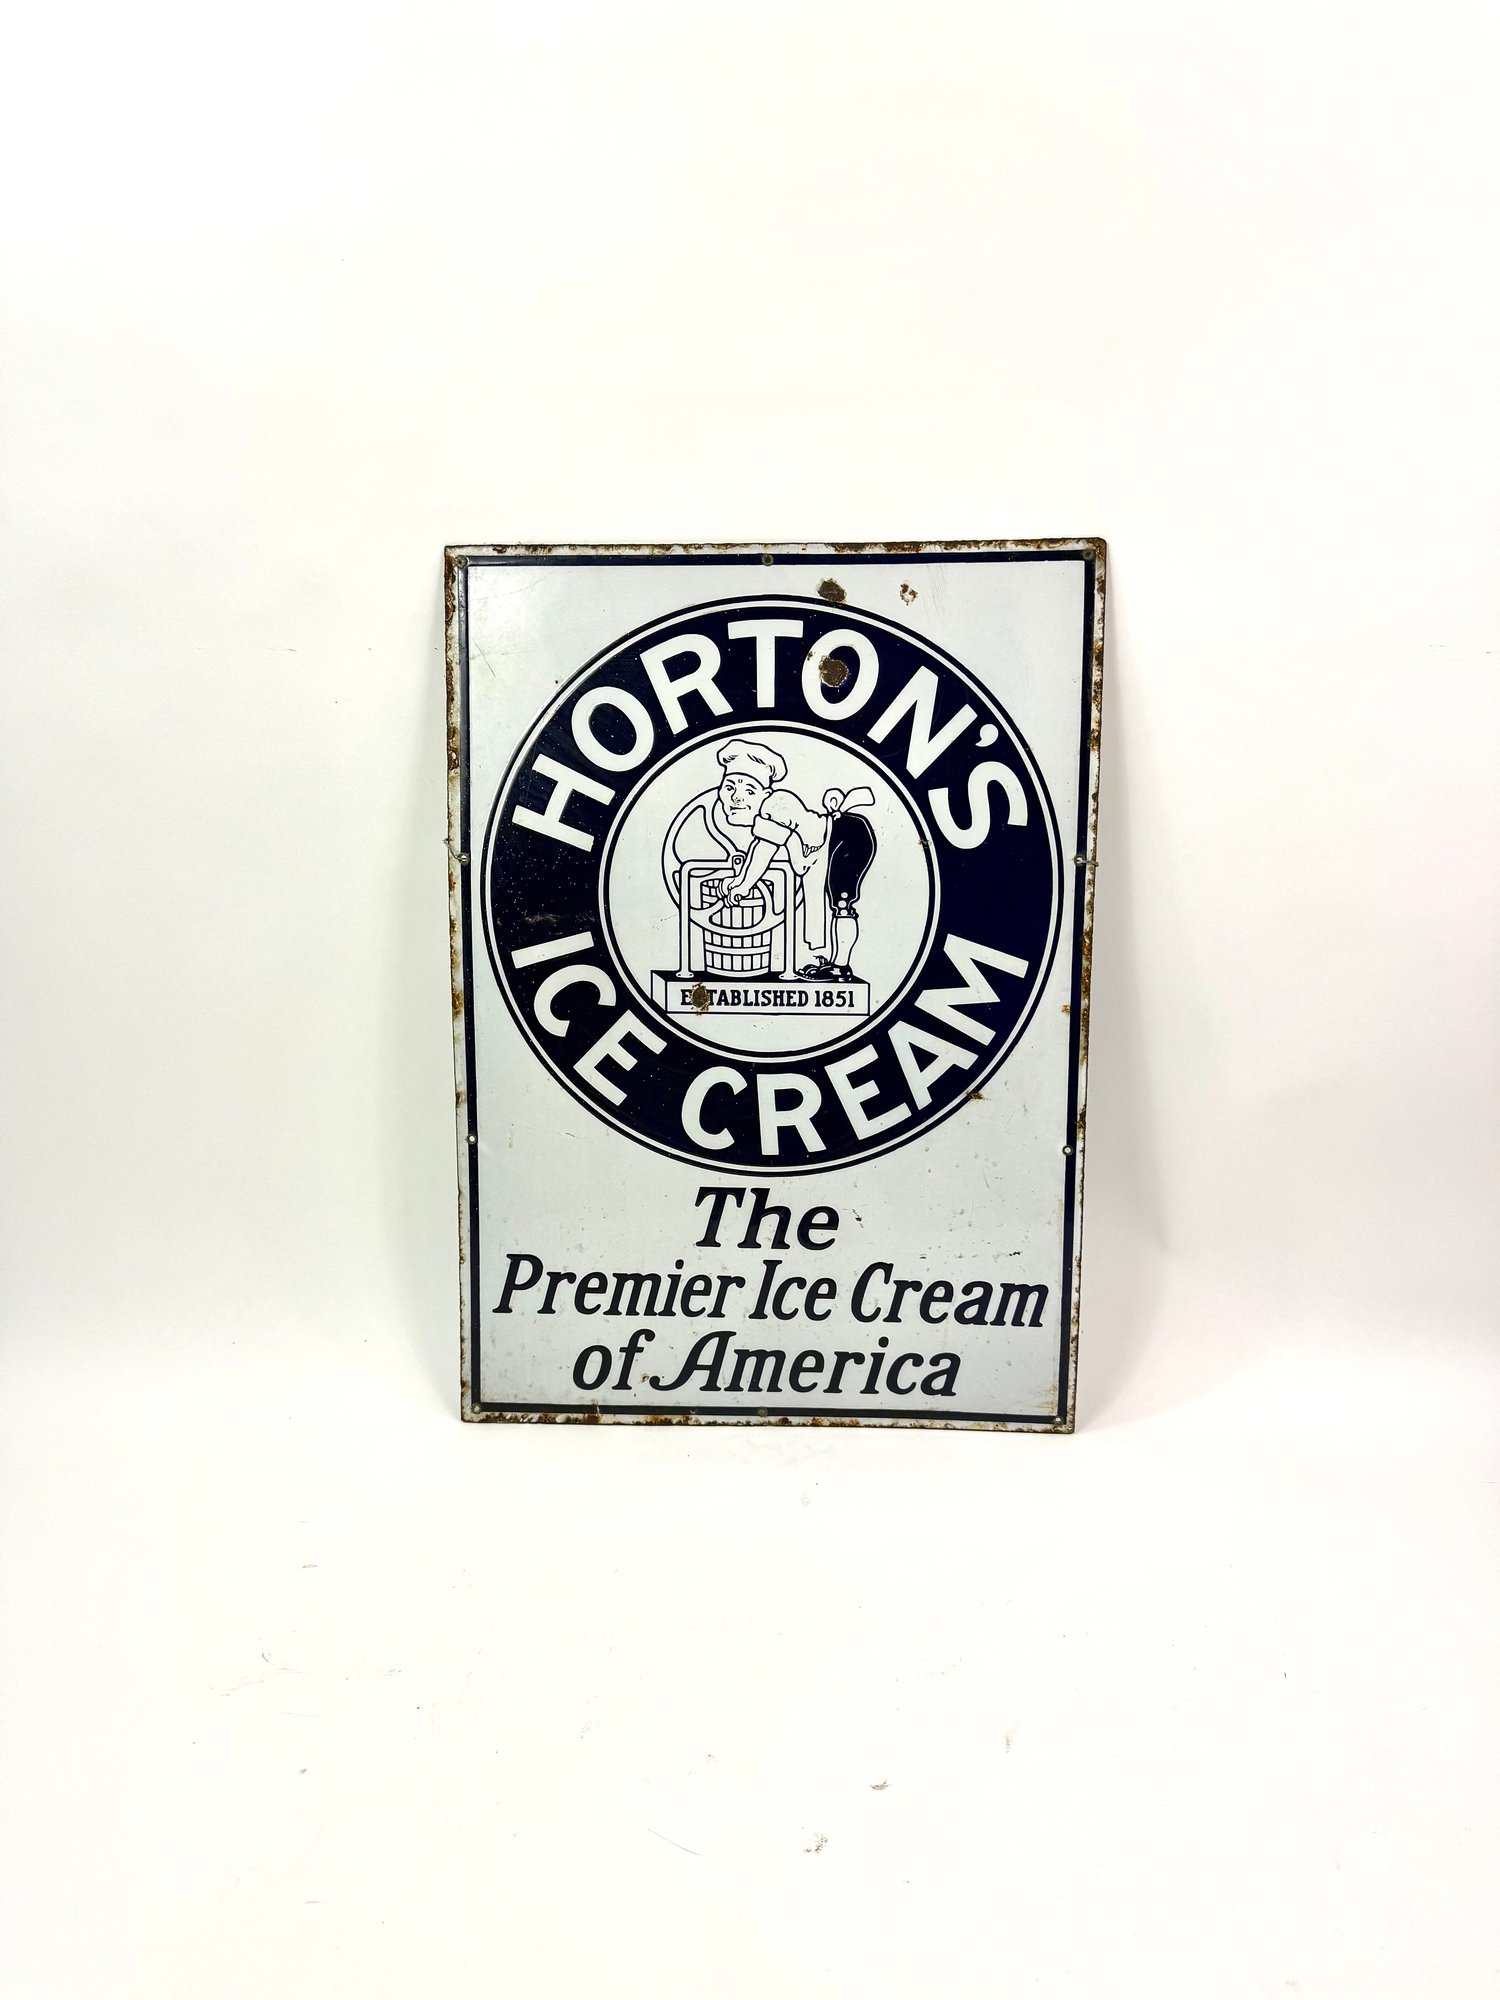 HORTON'S
ICE CREAM
ESTABLISHED 1851
The
Premier Ice Cream
of America